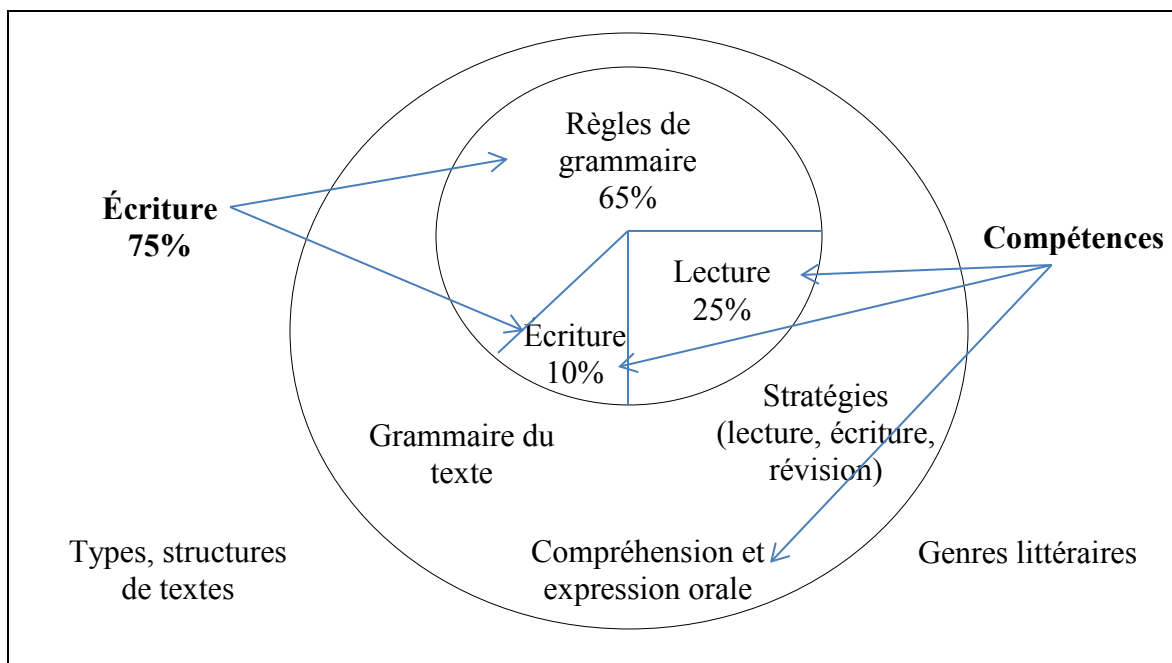 Règles de
grammaire
65%
Écriture
75%
Compétences
Lecture
25%
Ecriture
10%
Stratégies
(lecture, écriture,
révision)
Grammaire du
texte
Types, structures
de textes
Compréhension et
expression orale
Genres littéraires